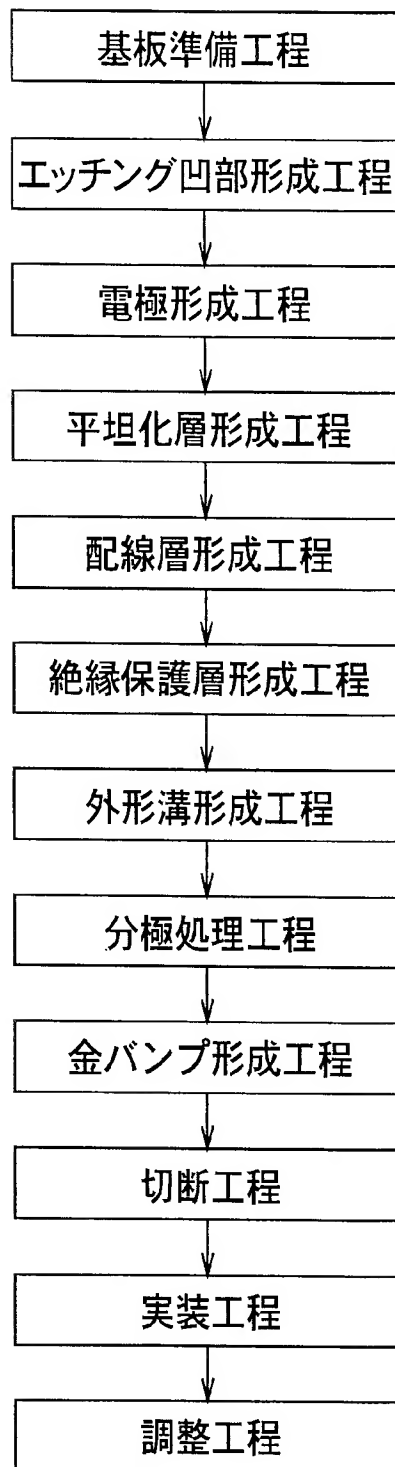 基板準備工程
エッチング凹部形成工程
電極形成工程
平坦化層形成工程
配線層形成工程
絶縁保護層形成工程
外形溝形成工程
分極処理工程
金バンプ形成工程
切断工程
実装工程
調整工程